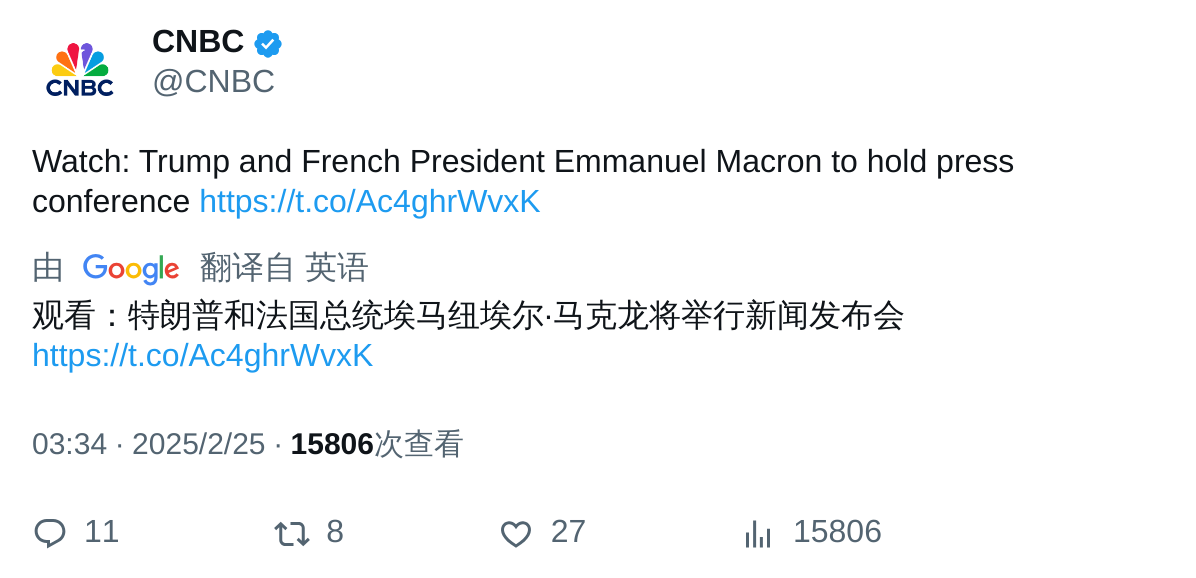 CNBC
CNBC
@CNBC
Watch: Trump and French President Emmanuel Macron to hold press
conference https://t.co/Ac4ghrWvxK
由 Google 翻译自 英语
观看：特朗普和法国总统埃马纽埃尔·马克龙将举行新闻发布会
https://t.co/Ac4ghrWvxK
03:34 · 2025/2/25 · 15806次查看
11 8 27 15806